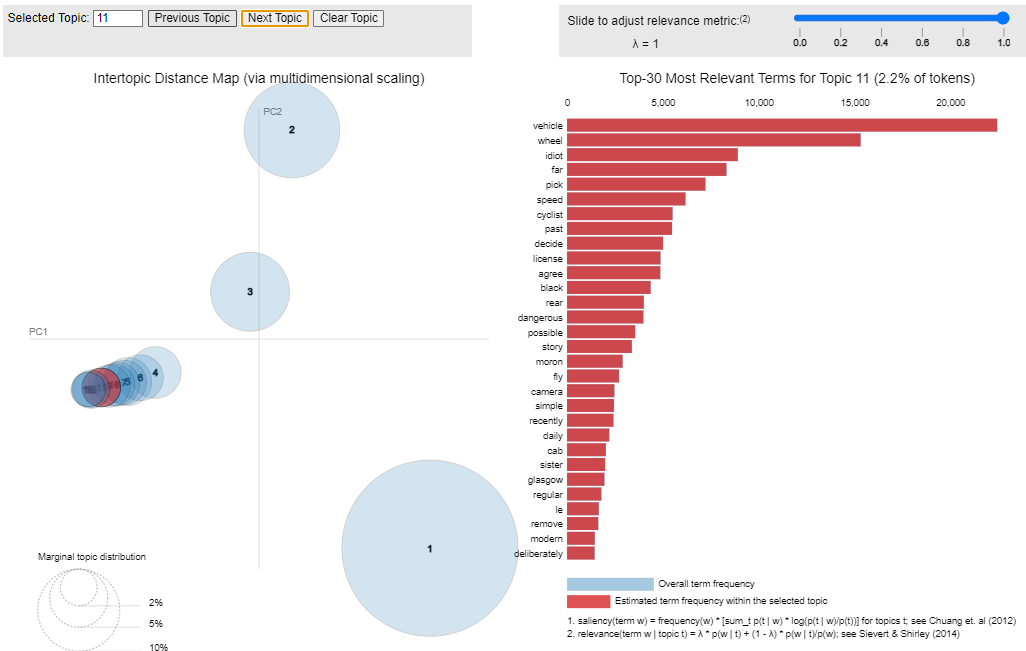 Selected Topic: 11 Previous Topic Next Topic Clear Topic
Slide to adjust relevance metric:(2)
λ = 1
0.0 0.2 0.4 0.6 0.8 1.0
Intertopic Distance Map (via multidimensional scaling)
PC2
2
3
PC1
4
6
1
Marginal topic distribution
2%
5%
10%
Top-30 Most Relevant Terms for Topic 11 (2.2% of tokens)
0 5,000 10,000 15,000 20,000
vehicle
wheel
idiot
far
pick
speed
cyclist
past
decide
license
agree
black
rear
dangerous
possible
story
moron
fly
camera
simple
recently
daily
cab
sister
glasgow
regular
le
remove
modern
deliberately
Overall term frequency
Estimated term frequency within the selected topic
1. saliency(term w) = frequency(w) * [sum_t p(t | w) * log(p(t | w)/p(t))] for topics t; see Chuang et. al (2012)
2. relevance(term w | topic t) = λ * p(w | t) + (1 - λ) * p(w | t)/p(w); see Sievert & Shirley (2014)